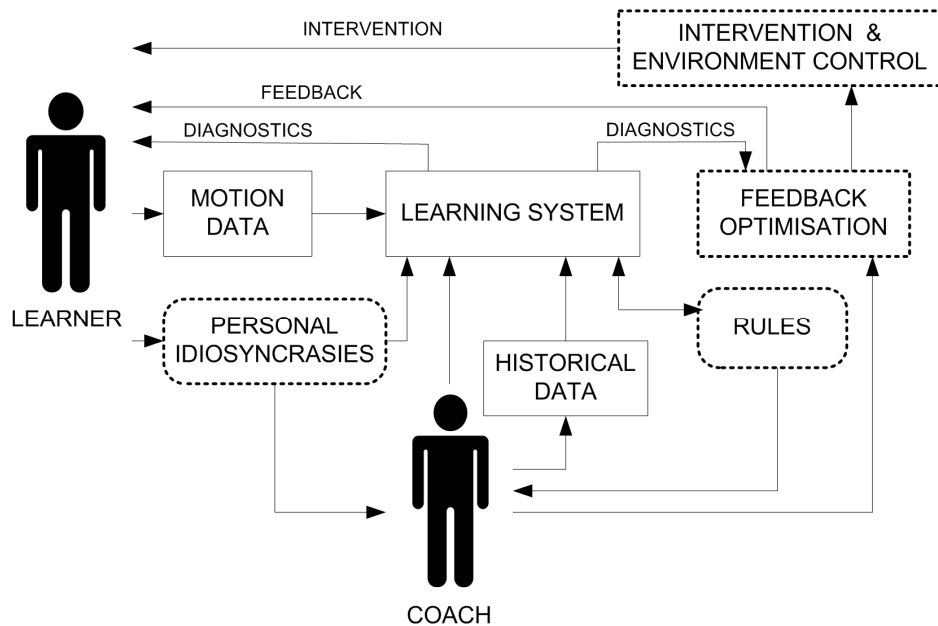 INTERVENTION
INTERVENTION &
ENVIRONMENT CONTROL
FEEDBACK
DIAGNOSTICS
DIAGNOSTICS
MOTION
DATA
LEARNING SYSTEM
FEEDBACK
OPTIMISATION
LEARNER
PERSONAL
IDIOSYNCRASIES
RULES
HISTORICAL
DATA
COACH